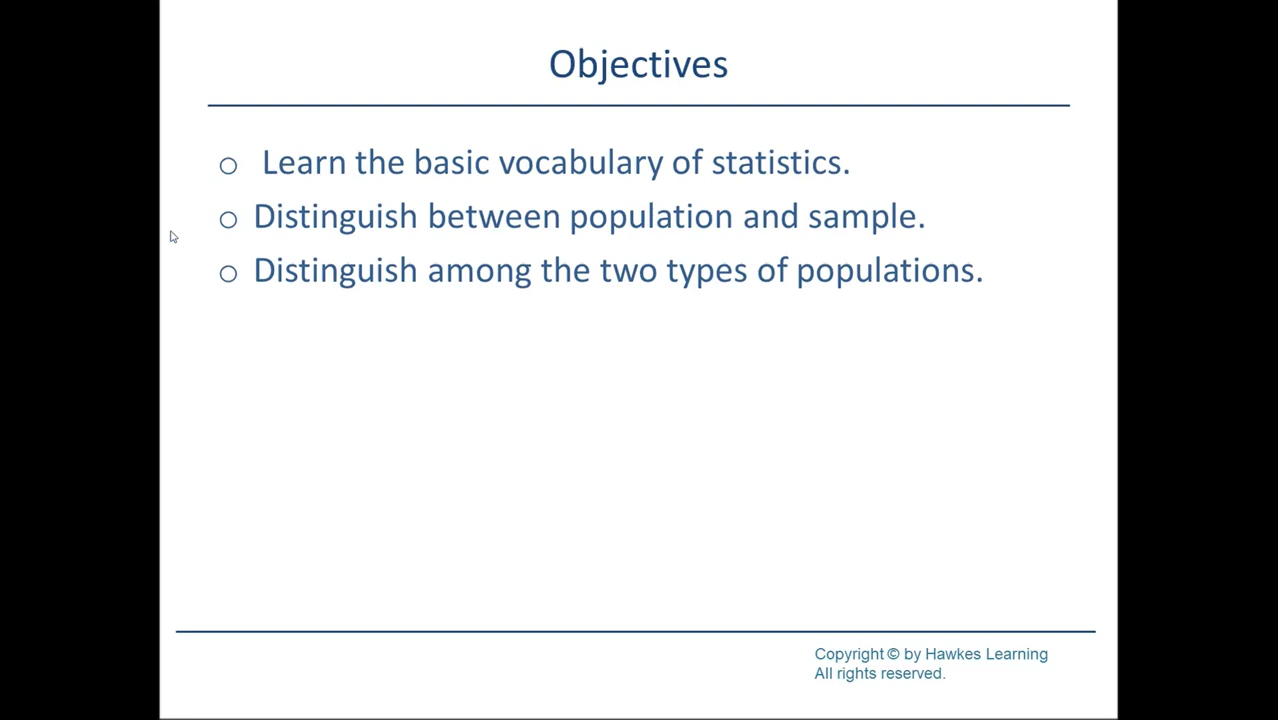 Objectives
Learn the basic vocabulary of statistics.
Distinguish between population and sample.
Distinguish among the two types of populations.
Copyright © by Hawkes Learning
All rights reserved.